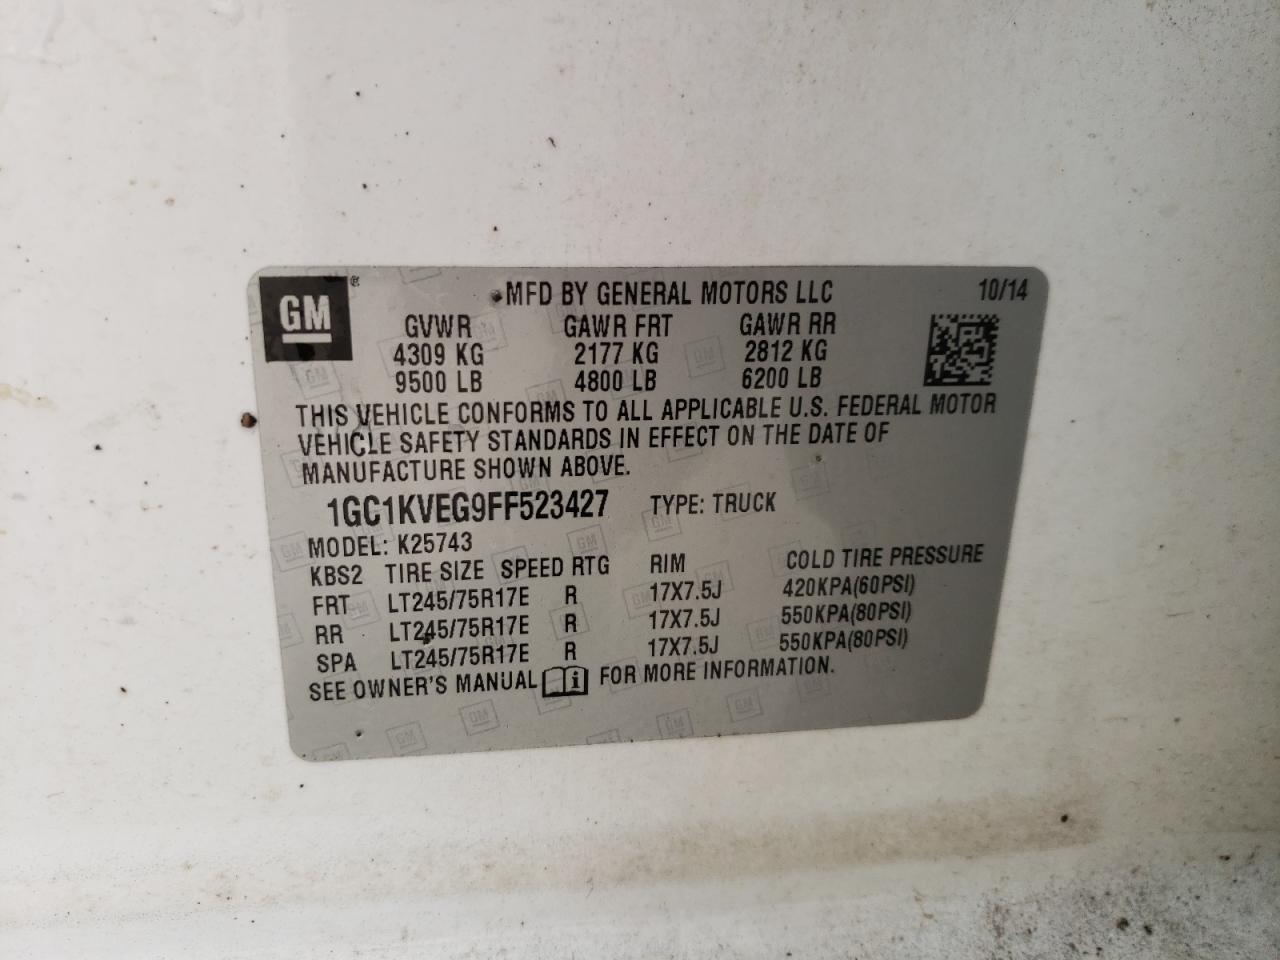 GM ®
MFD BY GENERAL MOTORS LLC 10/14
GVWR GAWR FRT GAWR RR
4309 KG 2177 KG 2812 KG
9500 LB 4800 LB 6200 LB
THIS VEHICLE CONFORMS TO ALL APPLICABLE U.S. FEDERAL MOTOR
VEHICLE SAFETY STANDARDS IN EFFECT ON THE DATE OF
MANUFACTURE SHOWN ABOVE.
1GC1KVEG9FF523427 TYPE: TRUCK
MODEL: K25743
KBS2 TIRE SIZE SPEED RTG RIM COLD TIRE PRESSURE
FRT LT245/75R17E R 17X7.5J 420KPA(60PSI)
RR LT245/75R17E R 17X7.5J 550KPA(80PSI)
SPA LT245/75R17E R 17X7.5J 550KPA(80PSI)
SEE OWNER'S MANUAL i FOR MORE INFORMATION.